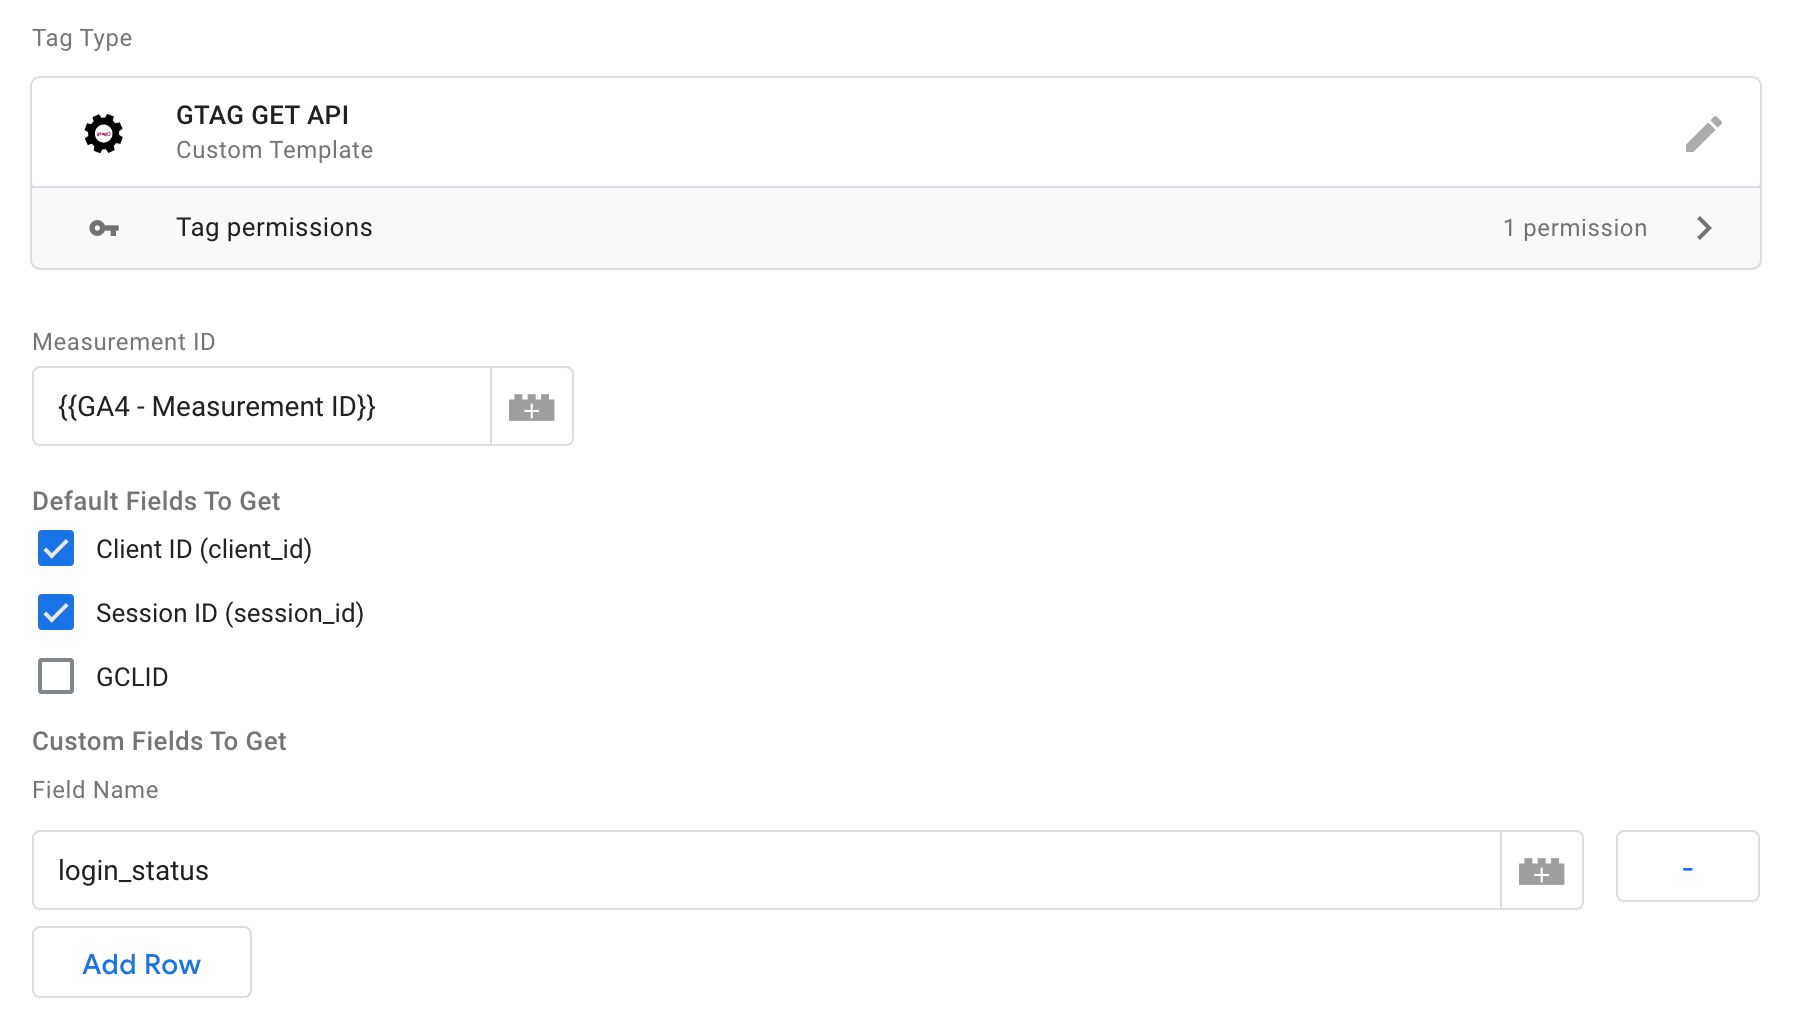 Tag Type
GTAG GET API
Custom Template
Tag permissions 1 permission
Measurement ID
{{GA4 - Measurement ID}}
Default Fields To Get
Client ID (client_id)
Session ID (session_id)
GCLID
Custom Fields To Get
Field Name
login_status
-
Add Row